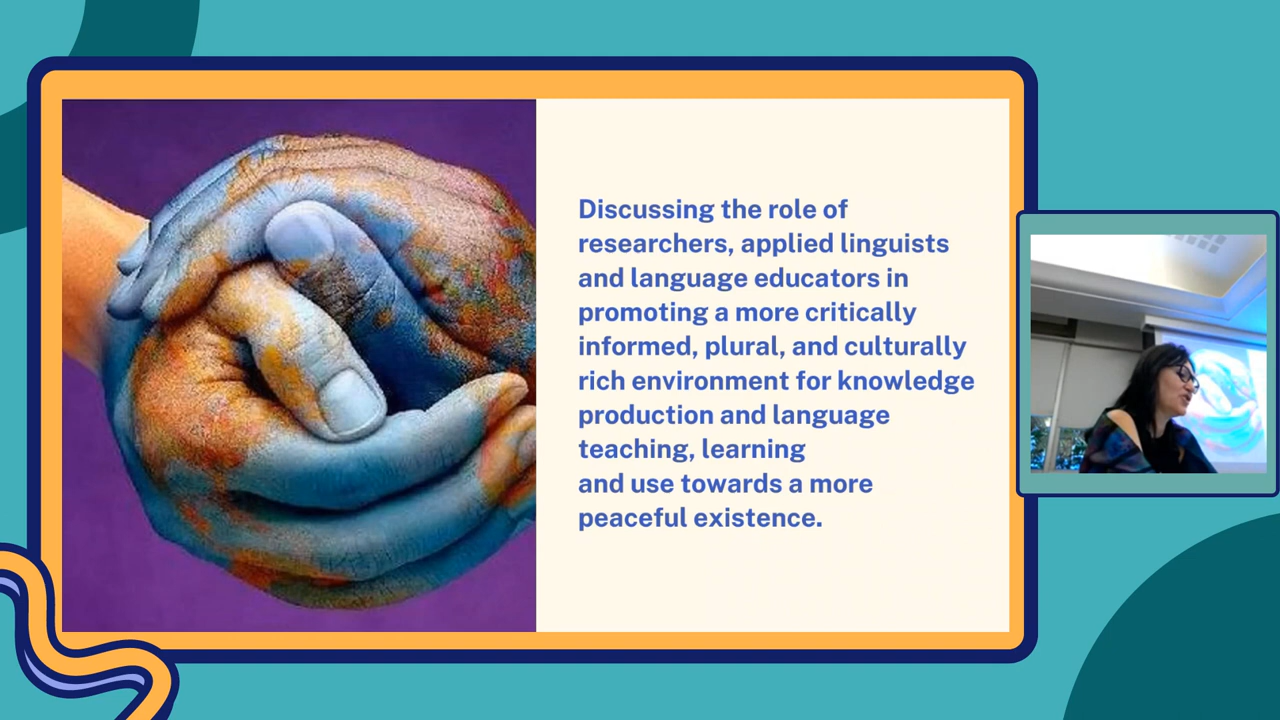 Discussing the role of
researchers, applied linguists
and language educators in
promoting a more critically
informed, plural, and culturally
rich environment for knowledge
production and language
teaching, learning
and use towards a more
peaceful existence.